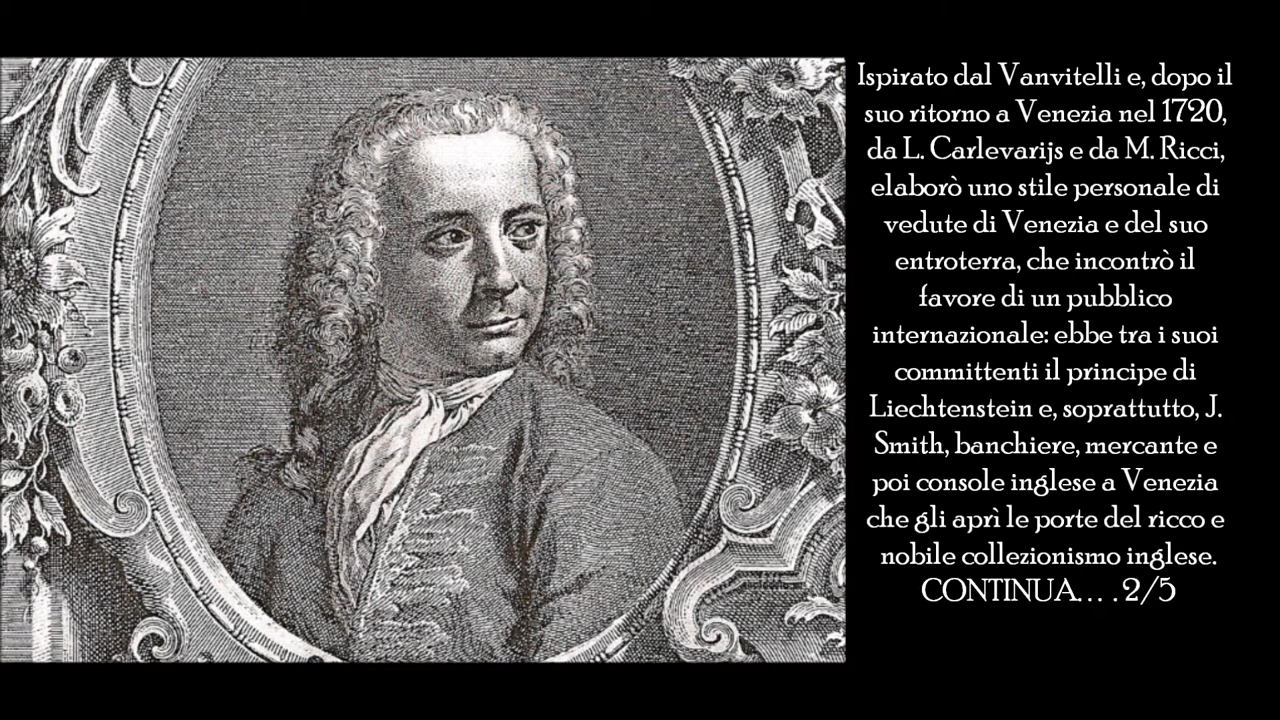 Ispirato dal Vanvitelli e, dopo il
suo ritorno a Venezia nel 1720,
da L. Carlevarijs e da M. Ricci,
elaborò uno stile personale di
vedute di Venezia e del suo
entroterra, che incontrò il
favore di un pubblico
internazionale: ebbe tra i suoi
committenti il principe di
Liechtenstein e, soprattutto, J.
Smith, banchiere, mercante e
poi console inglese a Venezia
che gli aprì le porte del ricco e
nobile collezionismo inglese.
CONTINUA... . 2/5